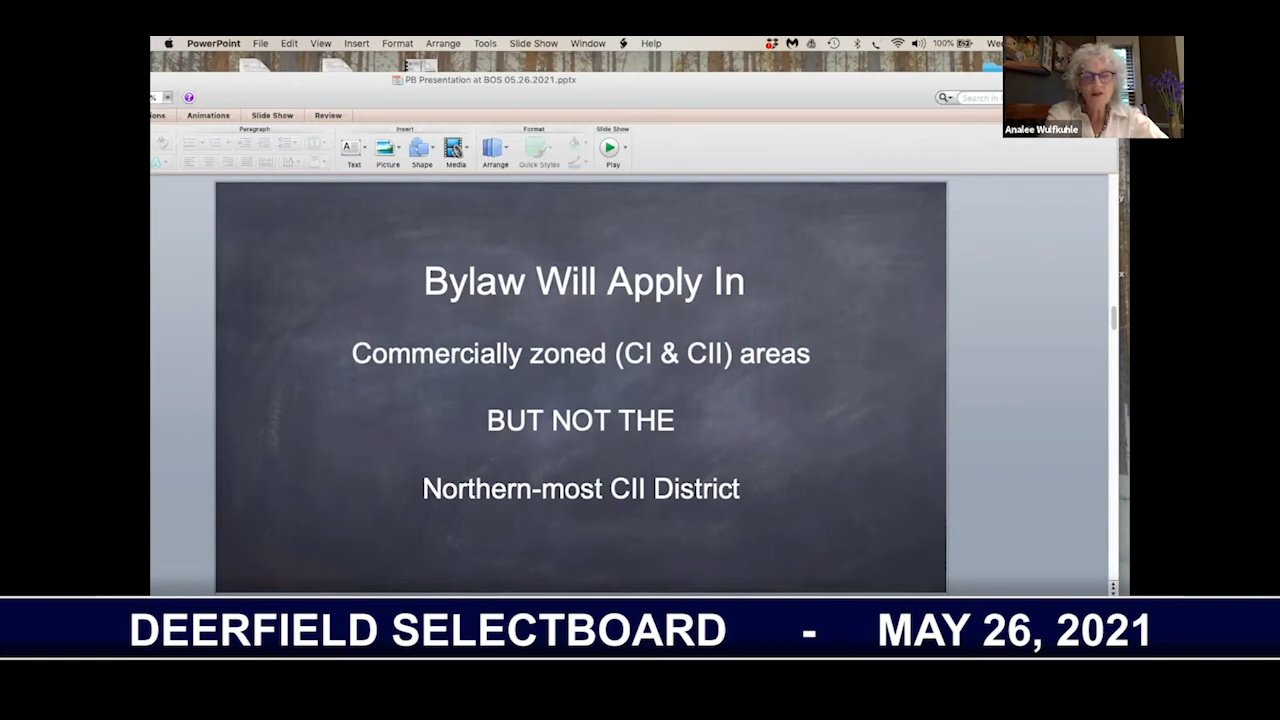 PowerPoint File Edit View Insert Format Arrange Tools Slide Show Window Help 100% Wed
PB Presentation at BOS 05.26.2021.pptx
Search in
Animations Slide Show Review
Paragraph Insert Format Slide Show
Text Picture Shape Media Arrange Quick Styles Play
Analee Wulfkuhle
Bylaw Will Apply In
Commercially zoned (CI & CII) areas
BUT NOT THE
Northern-most CII District
DEERFIELD SELECTBOARD - MAY 26, 2021